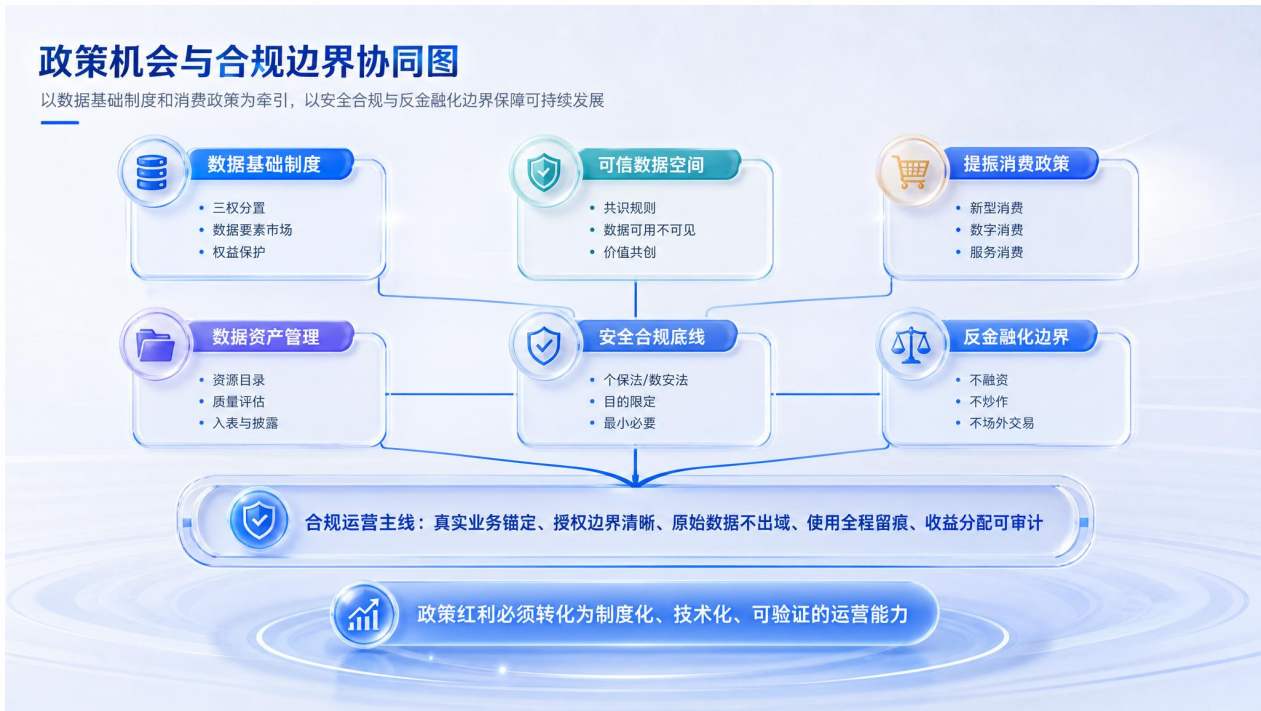 政策机会与合规边界协同图
以数据基础制度和消费政策为牵引，以安全合规与反金融化边界保障可持续发展
数据基础制度
• 三权分置
• 数据要素市场
• 权益保护
可信数据空间
• 共识规则
• 数据可用不可见
• 价值共创
提振消费政策
• 新型消费
• 数字消费
• 服务消费
数据资产管理
• 资源目录
• 质量评估
• 入表与披露
安全合规底线
• 个保法/数安法
• 目的限定
• 最小必要
反金融化边界
• 不融资
• 不炒作
• 不场外交易
合规运营主线：真实业务锚定、授权边界清晰、原始数据不出域、使用全程留痕、收益分配可审计
政策红利必须转化为制度化、技术化、可验证的运营能力